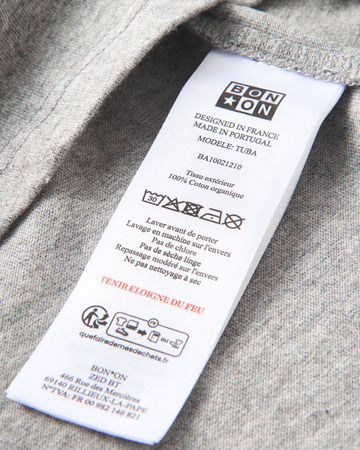 BON
★ON
DESIGNED IN FRANCE
MADE IN PORTUGAL
MODELE: TUBA
BA10021210
Tissu extérieur
100% Coton organique
30
Laver avant de porter
Lavage en machine sur l'envers
Pas de chlore
Pas de sèche linge
Repassage modéré sur l'envers
Ne pas nettoyage à sec
TENIR ELOIGNE DU FEU
quefairedemesdechets.fr
BON*ON
ZED BT
466 Rue des Mercières
69140 RILLIEUX-LA-PAPE
N°TVA: FR 00 982 146 821